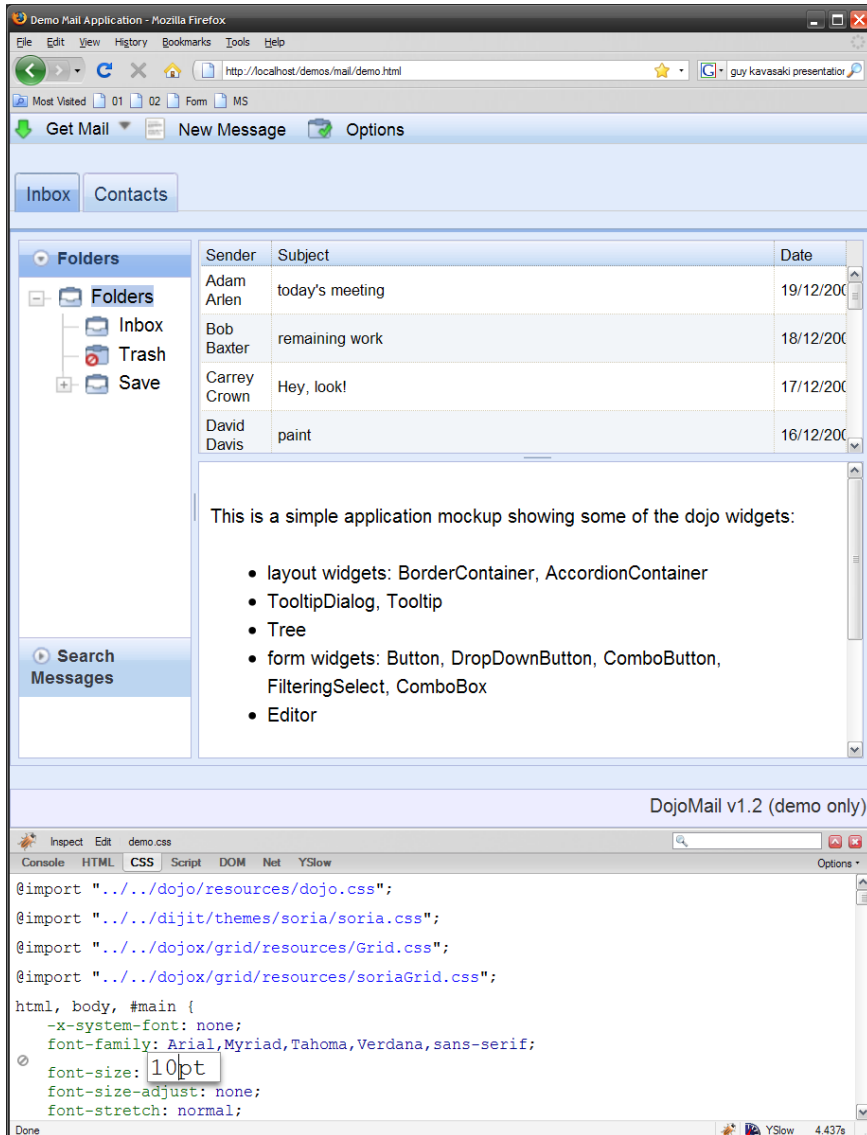 Demo Mail Application - Mozilla Firefox
File Edit View History Bookmarks Tools Help
http://localhost/demos/mail/demo.html G guy kavasaki presentation
Most Visited 01 02 Form MS
Get Mail New Message Options
Inbox Contacts
Folders
Folders
Inbox
Trash
Save
Search
Messages
Sender Subject Date
Adam
Arlen today's meeting 19/12/200
Bob
Baxter remaining work 18/12/200
Carrey
Crown Hey, look! 17/12/200
David
Davis paint 16/12/200
This is a simple application mockup showing some of the dojo widgets:
• layout widgets: BorderContainer, AccordionContainer
• TooltipDialog, Tooltip
• Tree
• form widgets: Button, DropDownButton, ComboButton,
FilteringSelect, ComboBox
• Editor
DojoMail v1.2 (demo only)
Inspect Edit demo.css
Console HTML CSS Script DOM Net YSlow Options
@import "../../dojo/resources/dojo.css";
@import "../../dijit/themes/soria/soria.css";
@import "../../dojox/grid/resources/Grid.css";
@import "../../dojox/grid/resources/soriaGrid.css";
html, body, #main {
-x-system-font: none;
font-family: Arial,Myriad,Tahoma,Verdana,sans-serif;
font-size: 10pt
font-size-adjust: none;
font-stretch: normal;
Done YSlow 4.437s